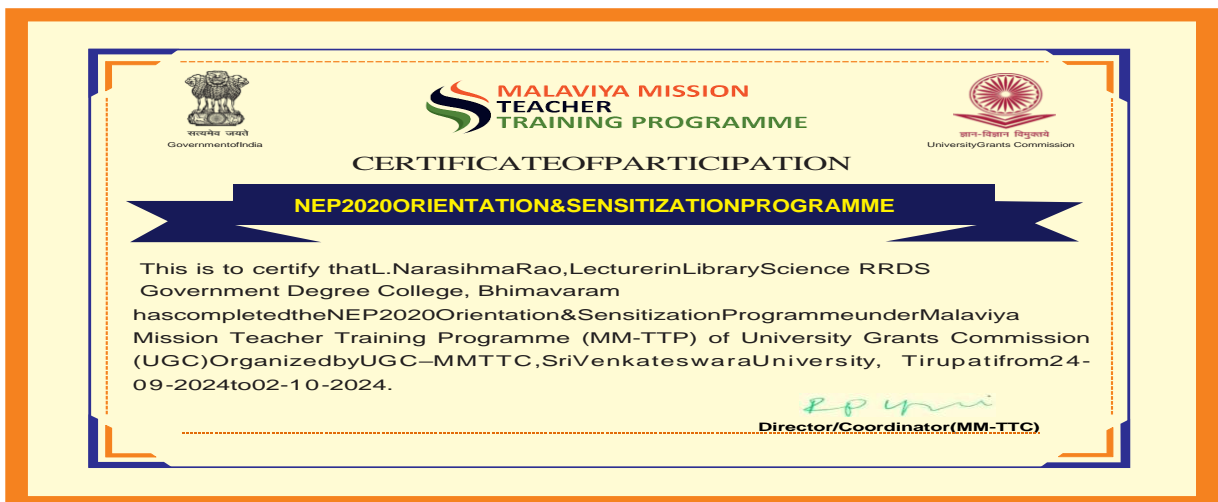 MALAVIYA MISSION
TEACHER
TRAINING PROGRAMME
सत्यमेव जयते
GovernmentofIndia
ज्ञान-विज्ञान विमुक्तये
UniversityGrants Commission
CERTIFICATEOFPARTICIPATION
NEP2020ORIENTATION&SENSITIZATIONPROGRAMME
This is to certify thatL.NarasihmaRao,LecturerinLibraryScience RRDS
Government Degree College, Bhimavaram
hascompletedtheNEP2020Orientation&SensitizationProgrammeunderMalaviya
Mission Teacher Training Programme (MM-TTP) of University Grants Commission
(UGC)OrganizedbyUGC–MMTTC,SriVenkateswaraUniversity, Tirupatifrom24-
09-2024to02-10-2024.
Director/Coordinator(MM-TTC)